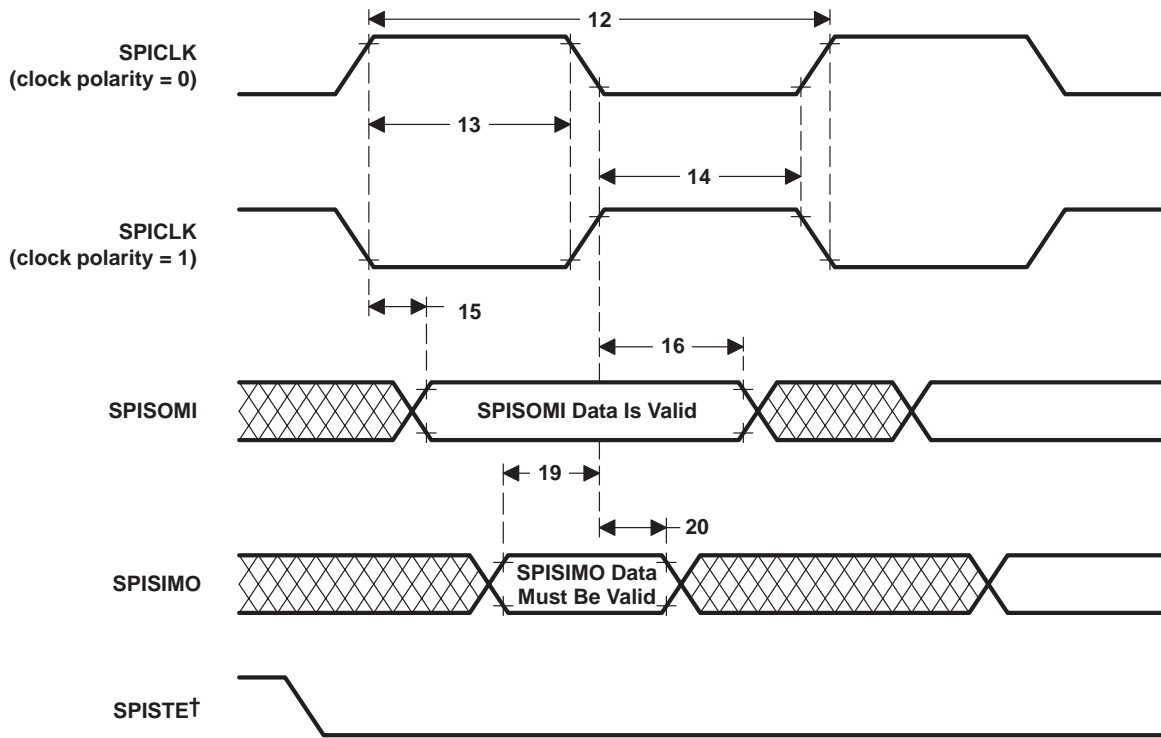 12
SPICLK
(clock polarity = 0)
13
14
SPICLK
(clock polarity = 1)
15
16
SPISOMI
SPISOMI Data Is Valid
19
20
SPISIMO
SPISIMO Data
Must Be Valid
SPISTE†